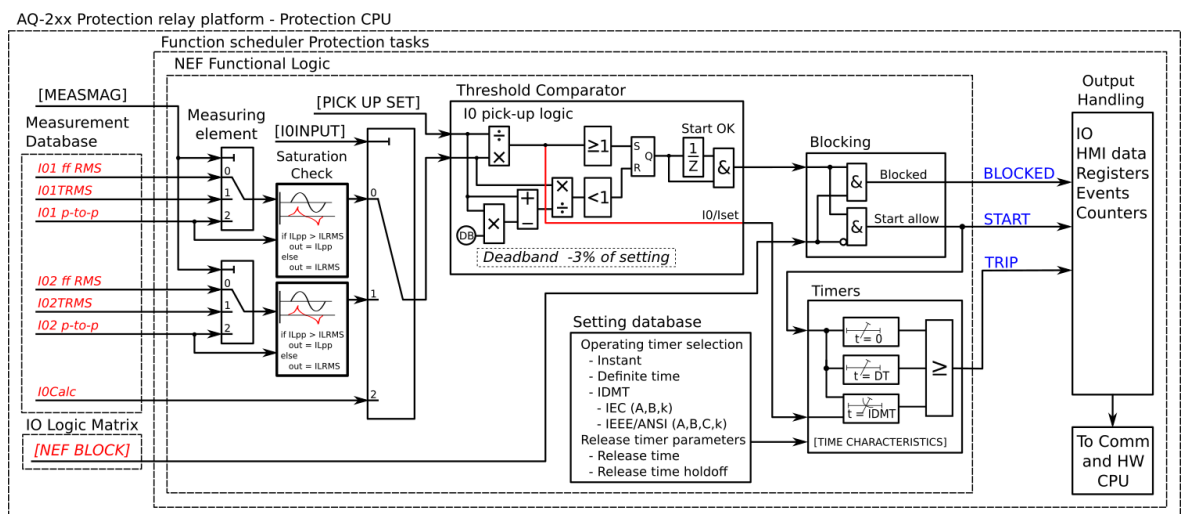 AQ-2xx Protection relay platform - Protection CPU
Function scheduler Protection tasks
NEF Functional Logic
[MEASMAG]
Measurement
Database
I01 ff RMS
I01TRMS
I01 p-to-p
I02 ff RMS
I02TRMS
I02 p-to-p
I0Calc
IO Logic Matrix
[NEF BLOCK]
Measuring
element
0
1
2
0
1
2
[I0INPUT]
Saturation
Check
if ILpp > ILRMS
out = ILpp
else
out = ILRMS
if ILpp > ILRMS
out = ILpp
else
out = ILRMS
0
1
2
[PICK UP SET]
Threshold Comparator
I0 pick-up logic
÷
×
≥1
S
R
Q
Start OK
1
Z
&
×
÷
<1
+
−
×
DB
I0/Iset
Deadband -3% of setting
Blocking
&
Blocked
&
Start allow
BLOCKED
START
TRIP
Timers
t = 0
t = DT
t = IDMT
≥
[TIME CHARACTERISTICS]
Setting database
Operating timer selection
- Instant
- Definite time
- IDMT
- IEC (A,B,k)
- IEEE/ANSI (A,B,C,k)
Release timer parameters
- Release time
- Release time holdoff
Output
Handling
IO
HMI data
Registers
Events
Counters
To Comm
and HW
CPU